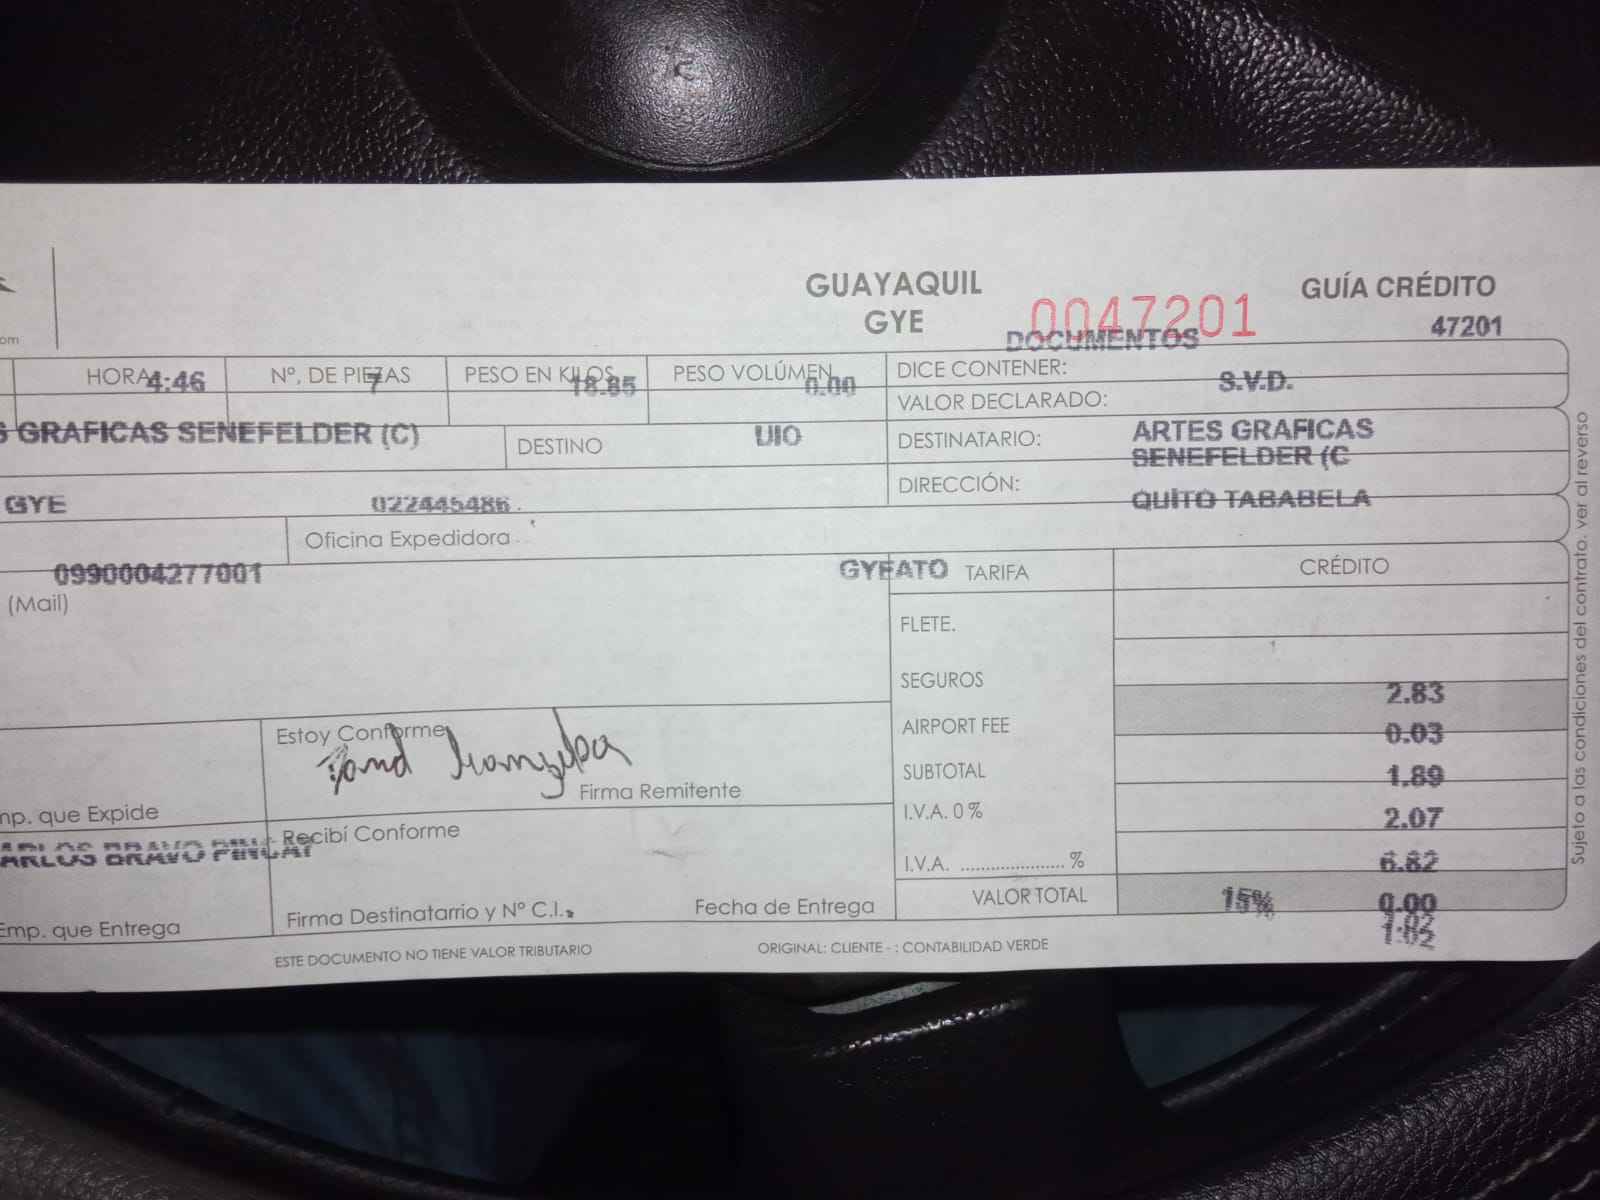 GUAYAQUIL
GYE
0047201
GUÍA CRÉDITO
47201
om
DOCUMENTOS
HORA 4:46
Nº. DE PIEZAS 7
PESO EN KILOS 18.85
PESO VOLÚMEN 0.00
DICE CONTENER:
S.V.D.
VALOR DECLARADO:
S GRAFICAS SENEFELDER (C)
DESTINO UIO
DESTINATARIO: ARTES GRAFICAS
SENEFELDER (C
DIRECCIÓN:
QUITO TABABELA
GYE 022445486
Oficina Expedidora
0990004277001
(Mail)
GYEATO
TARIFA
CRÉDITO
FLETE.
SEGUROS
2.83
AIRPORT FEE
0.03
SUBTOTAL
1.89
I.V.A. 0%
2.07
I.V.A. ...................... %
6.82
VALOR TOTAL
15% 0.00
1.02
Estoy Conforme
Firma Remitente
mp. que Expide
ARLOS BRAVO PINCAY
Recibí Conforme
Emp. que Entrega
Firma Destinatarrio y Nº C.I.
Fecha de Entrega
ESTE DOCUMENTO NO TIENE VALOR TRIBUTARIO
ORIGINAL: CLIENTE - : CONTABILIDAD VERDE
Sujeto a las condiciones del contrato, ver al reverso